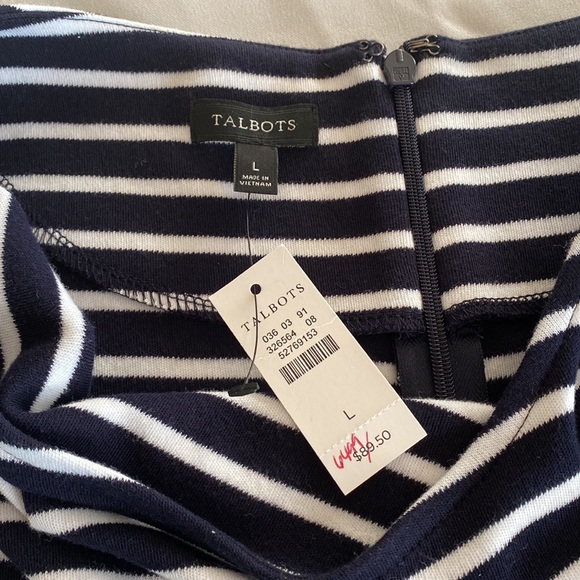 TALBOTS
L
MADE IN
VIETNAM
TALBOTS
036 03 91
326564 08
52769153
L
$89.50